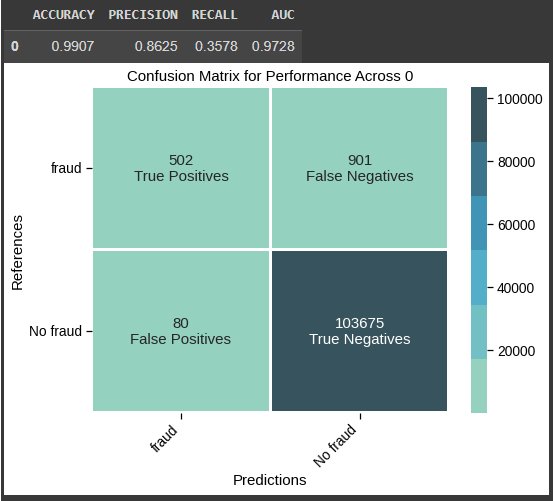 ACCURACY PRECISION RECALL AUC
0 0.9907 0.8625 0.3578 0.9728
Confusion Matrix for Performance Across 0
502
True Positives
901
False Negatives
80
False Positives
103675
True Negatives
References
fraud
No fraud
fraud
No fraud
Predictions
100000
80000
60000
40000
20000